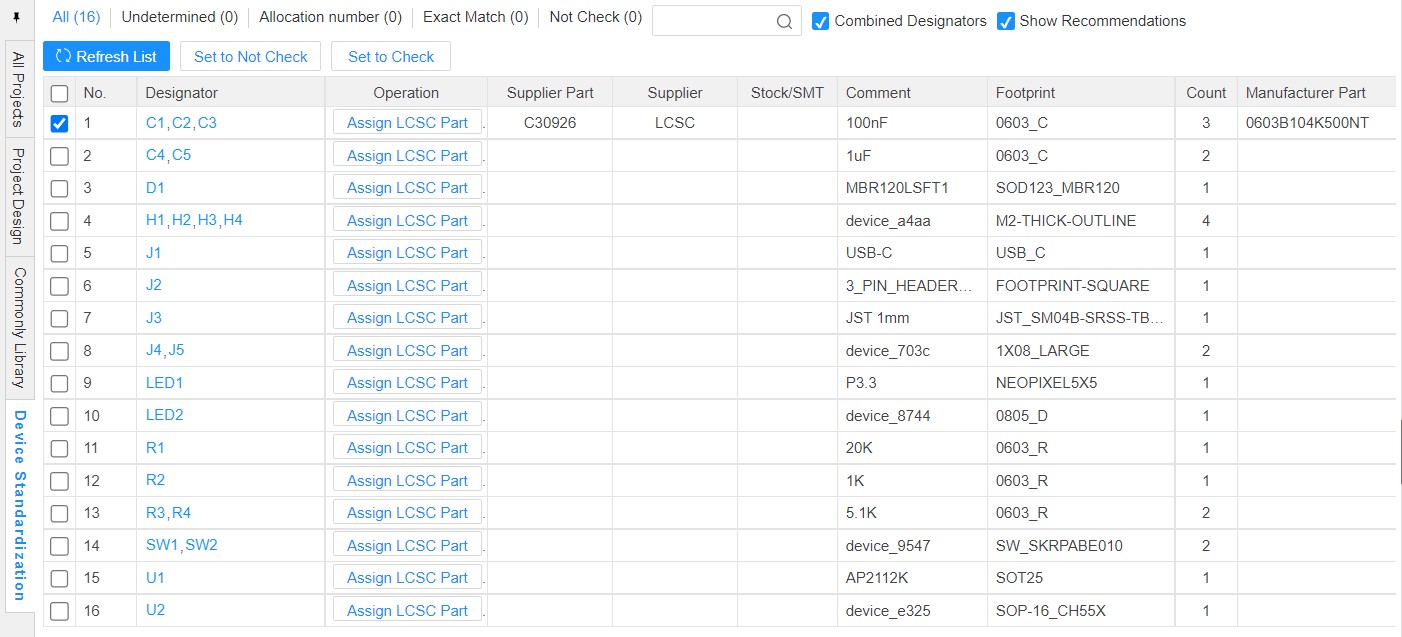 All (16) Undetermined (0) Allocation number (0) Exact Match (0) Not Check (0) Combined Designators Show Recommendations
Refresh List Set to Not Check Set to Check
All Projects
Project Design
Commonly Library
Device Standardization
No. Designator Operation Supplier Part Supplier Stock/SMT Comment Footprint Count Manufacturer Part
1 C1,C2,C3 Assign LCSC Part . C30926 LCSC 100nF 0603_C 3 0603B104K500NT
2 C4,C5 Assign LCSC Part . 1uF 0603_C 2
3 D1 Assign LCSC Part . MBR120LSFT1 SOD123_MBR120 1
4 H1,H2,H3,H4 Assign LCSC Part . device_a4aa M2-THICK-OUTLINE 4
5 J1 Assign LCSC Part . USB-C USB_C 1
6 J2 Assign LCSC Part . 3_PIN_HEADER... FOOTPRINT-SQUARE 1
7 J3 Assign LCSC Part . JST 1mm JST_SM04B-SRSS-TB... 1
8 J4,J5 Assign LCSC Part . device_703c 1X08_LARGE 2
9 LED1 Assign LCSC Part . P3.3 NEOPIXEL5X5 1
10 LED2 Assign LCSC Part . device_8744 0805_D 1
11 R1 Assign LCSC Part . 20K 0603_R 1
12 R2 Assign LCSC Part . 1K 0603_R 1
13 R3,R4 Assign LCSC Part . 5.1K 0603_R 2
14 SW1,SW2 Assign LCSC Part . device_9547 SW_SKRPABE010 2
15 U1 Assign LCSC Part . AP2112K SOT25 1
16 U2 Assign LCSC Part . device_e325 SOP-16_CH55X 1